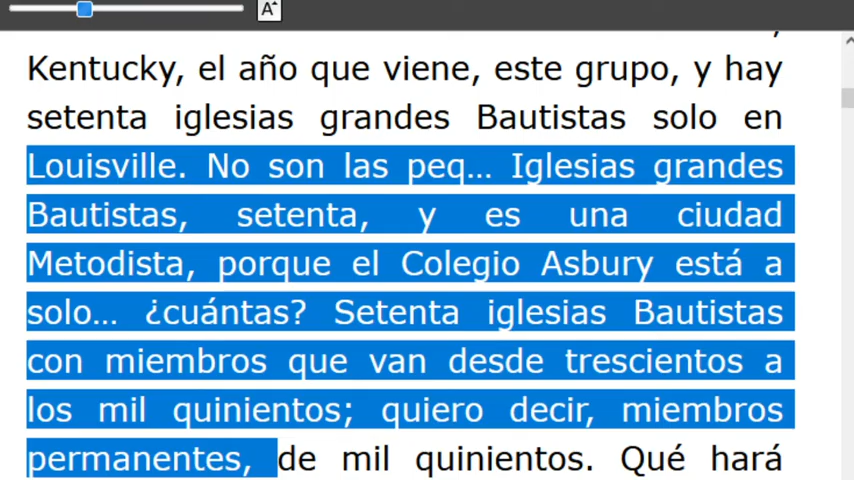 A
Kentucky, el año que viene, este grupo, y hay
setenta iglesias grandes Bautistas solo en
Louisville. No son las peq... Iglesias grandes
Bautistas, setenta, y es una ciudad
Metodista, porque el Colegio Asbury está a
solo... ¿cuántas? Setenta iglesias Bautistas
con miembros que van desde trescientos a
los mil quinientos; quiero decir, miembros
permanentes, de mil quinientos. Qué hará